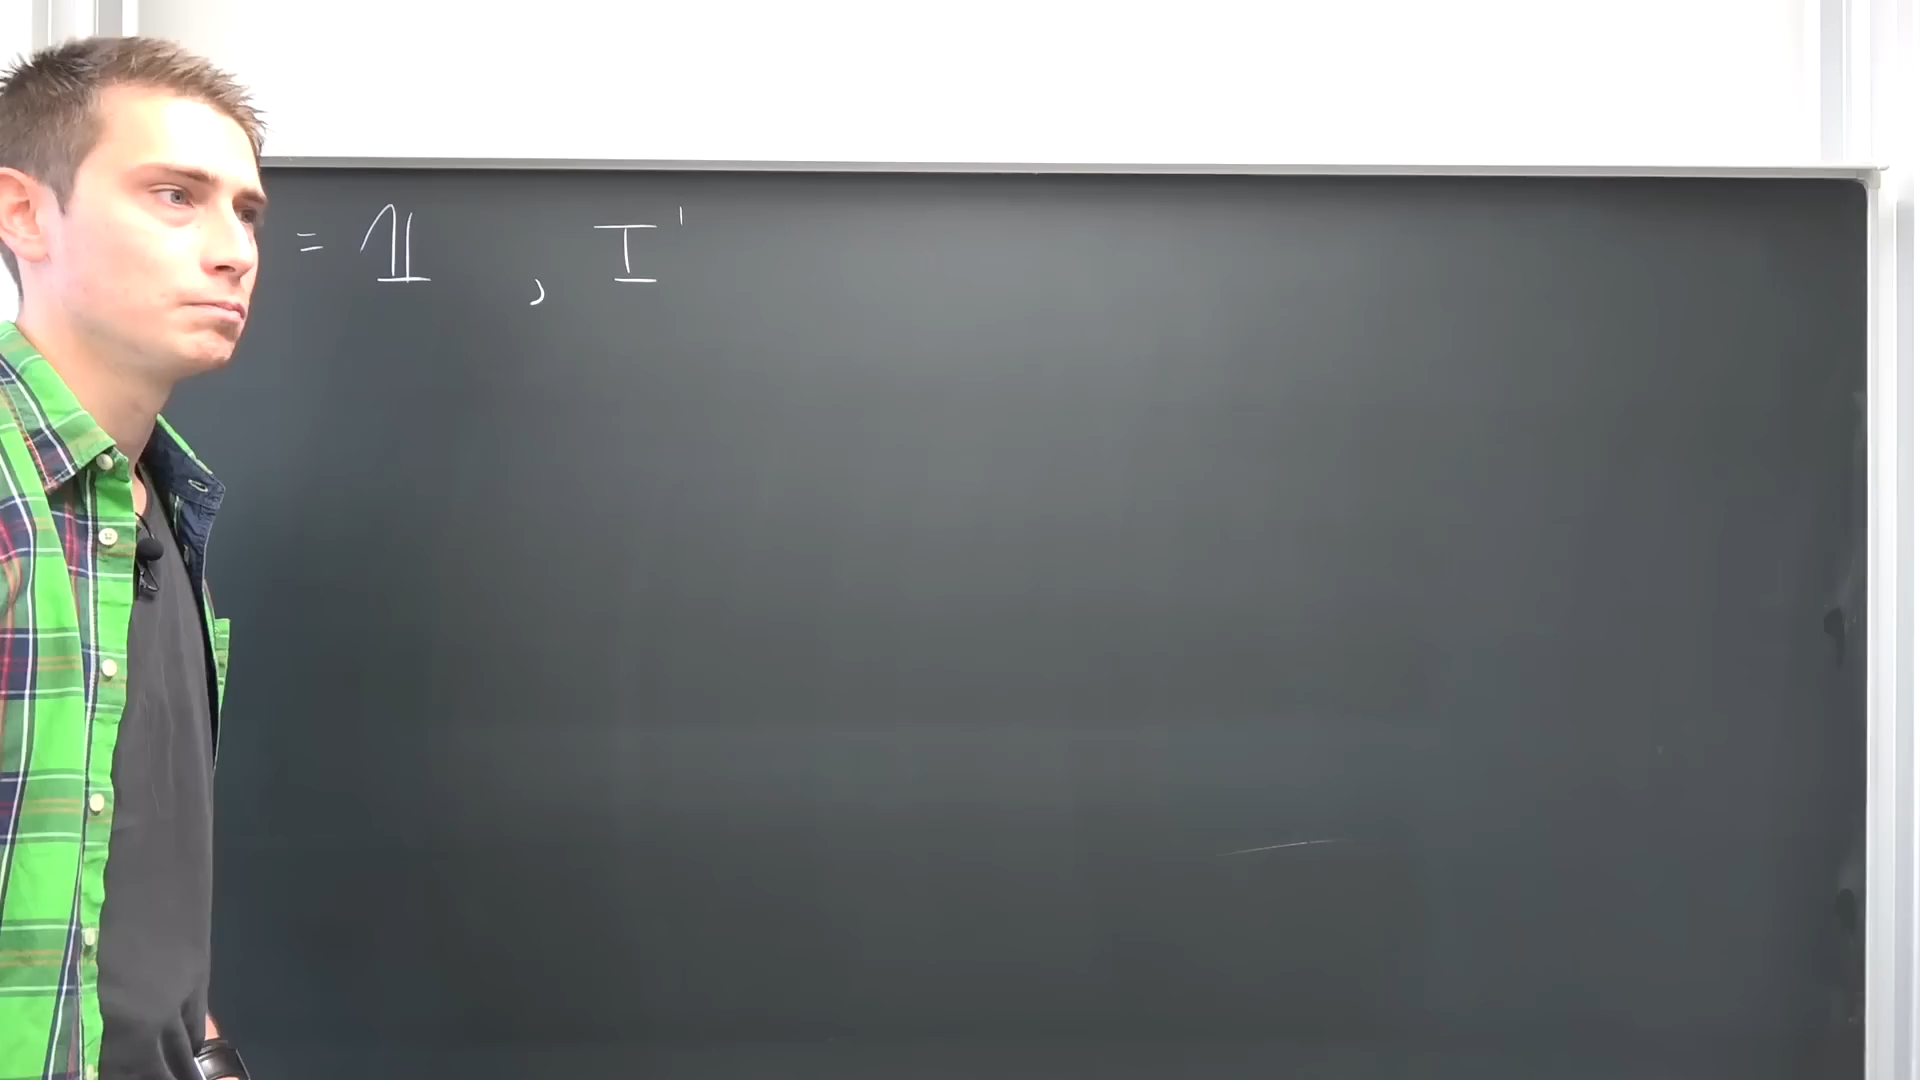 = 𝟙 , I'